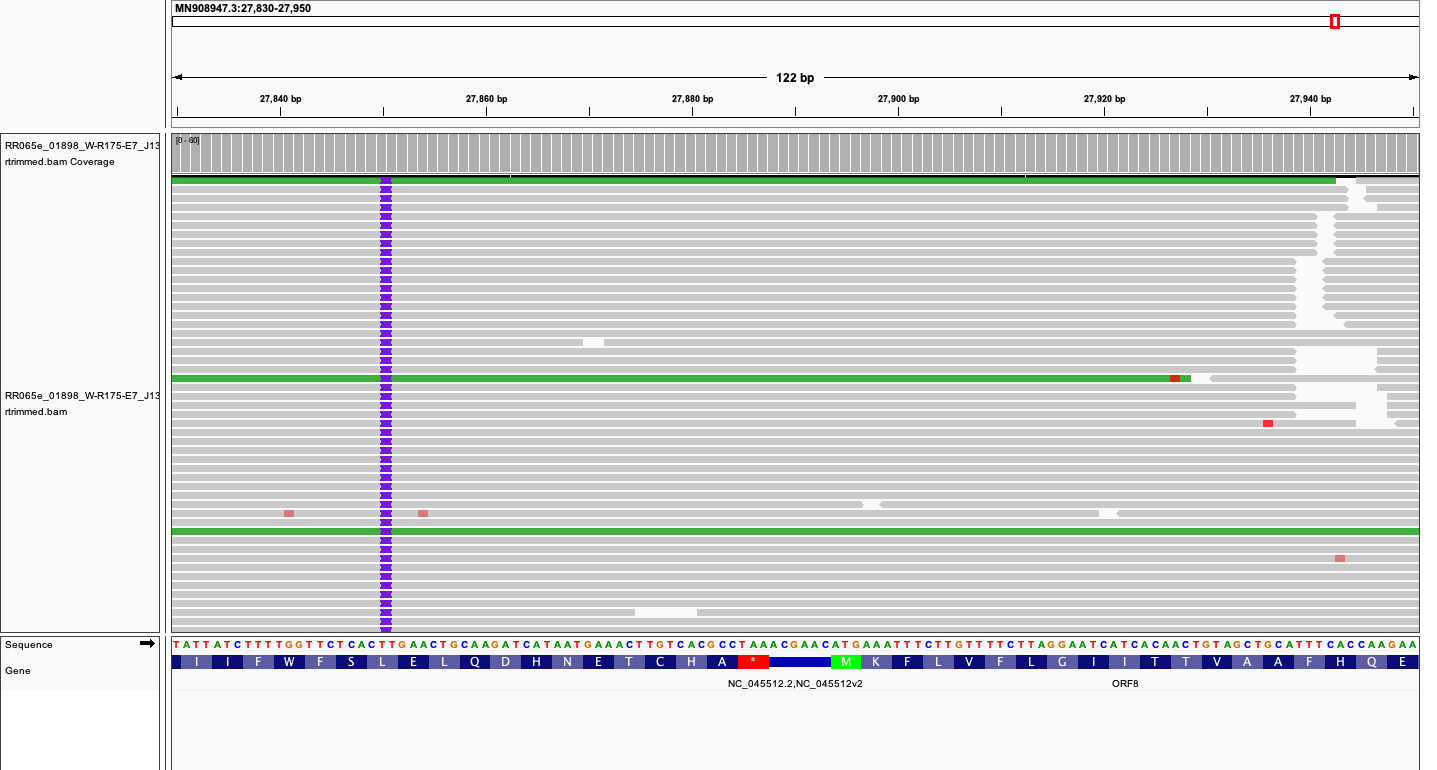 MN908947.3:27,830-27,950
122 bp
27,840 bp 27,860 bp 27,880 bp 27,900 bp 27,920 bp 27,940 bp
RR065e_01898_W-R175-E7_J13
rtrimmed.bam Coverage
[0 - 60]
RR065e_01898_W-R175-E7_J13
rtrimmed.bam
Sequence
TATTATCTTTTGGTTCTCACTTGAACTGCAAGATCATAATGAAACTTGTCACGCCTAAACGAACATGAAATTTCTTGTTTTCTTAGGAATCATCACAACTGTAGCTGCATTTCACCAAGAA
Gene
I I F W F S L E L Q D H N E T C H A * M K F L V F L G I I T T V A A F H Q E
NC_045512.2,NC_045512v2 ORF8